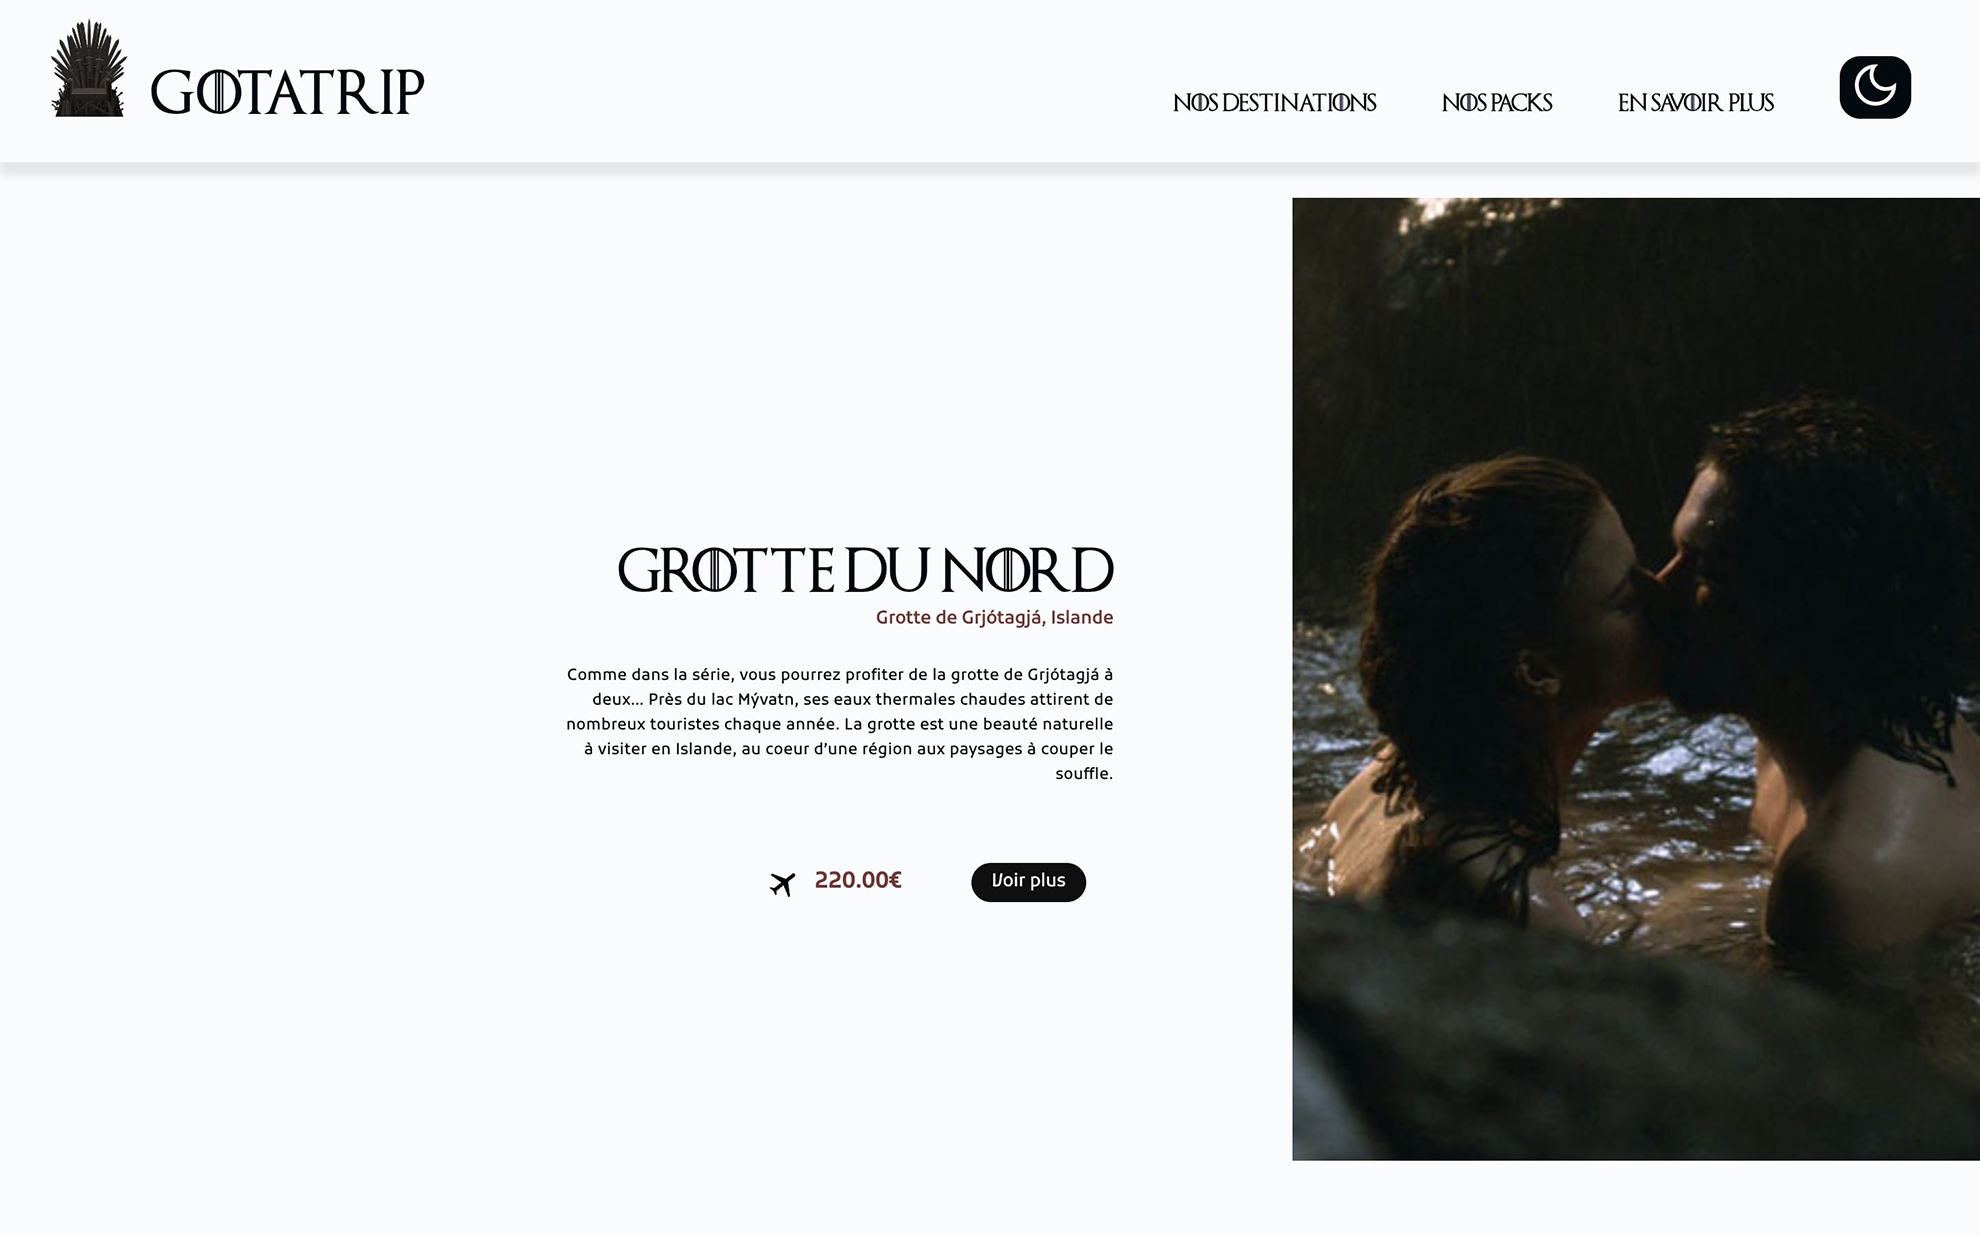 GOTATRIP
NOS DESTINATIONS
NOS PACKS
EN SAVOIR PLUS
GROTTE DU NORD
Grotte de Grjótagjá, Islande
Comme dans la série, vous pourrez profiter de la grotte de Grjótagjá à
deux... Près du lac Mývatn, ses eaux thermales chaudes attirent de
nombreux touristes chaque année. La grotte est une beauté naturelle
à visiter en Islande, au coeur d’une région aux paysages à couper le
souffle.
220.00€
Voir plus